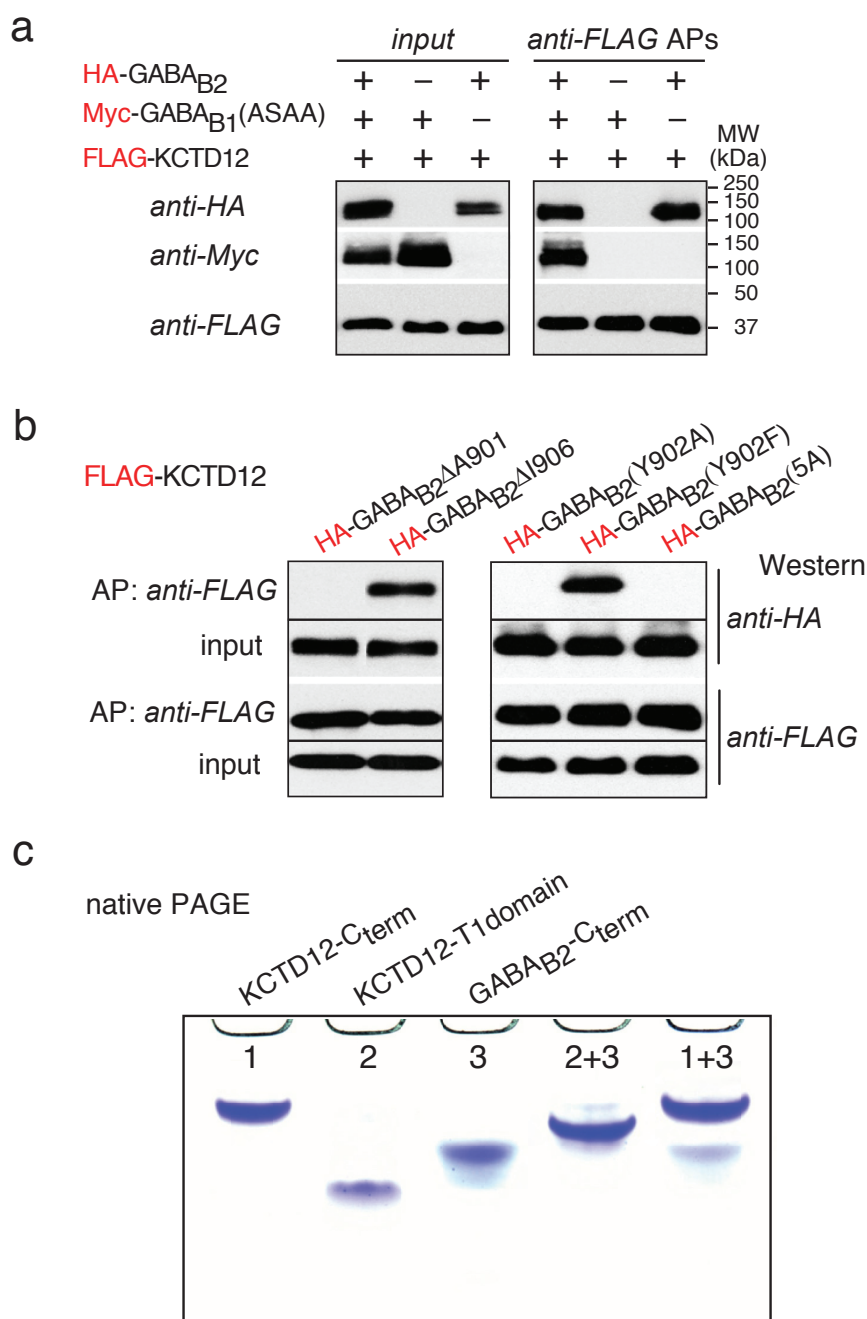 a
input anti-FLAG APs
HA-GABAB2 + – + + – +
Myc-GABAB1(ASAA) + + – + + –
FLAG-KCTD12 + + + + + +
MW
(kDa)
anti-HA
250
150
100
anti-Myc
150
100
50
anti-FLAG
37
b
FLAG-KCTD12
HA-GABAB2ΔA901
HA-GABAB2ΔI906
HA-GABAB2(Y902A)
HA-GABAB2(Y902F)
HA-GABAB2(5A)
Western
AP: anti-FLAG
input
anti-HA
AP: anti-FLAG
input
anti-FLAG
c
native PAGE
KCTD12-Cterm
KCTD12-T1domain
GABAB2-Cterm
1 2 3 2+3 1+3